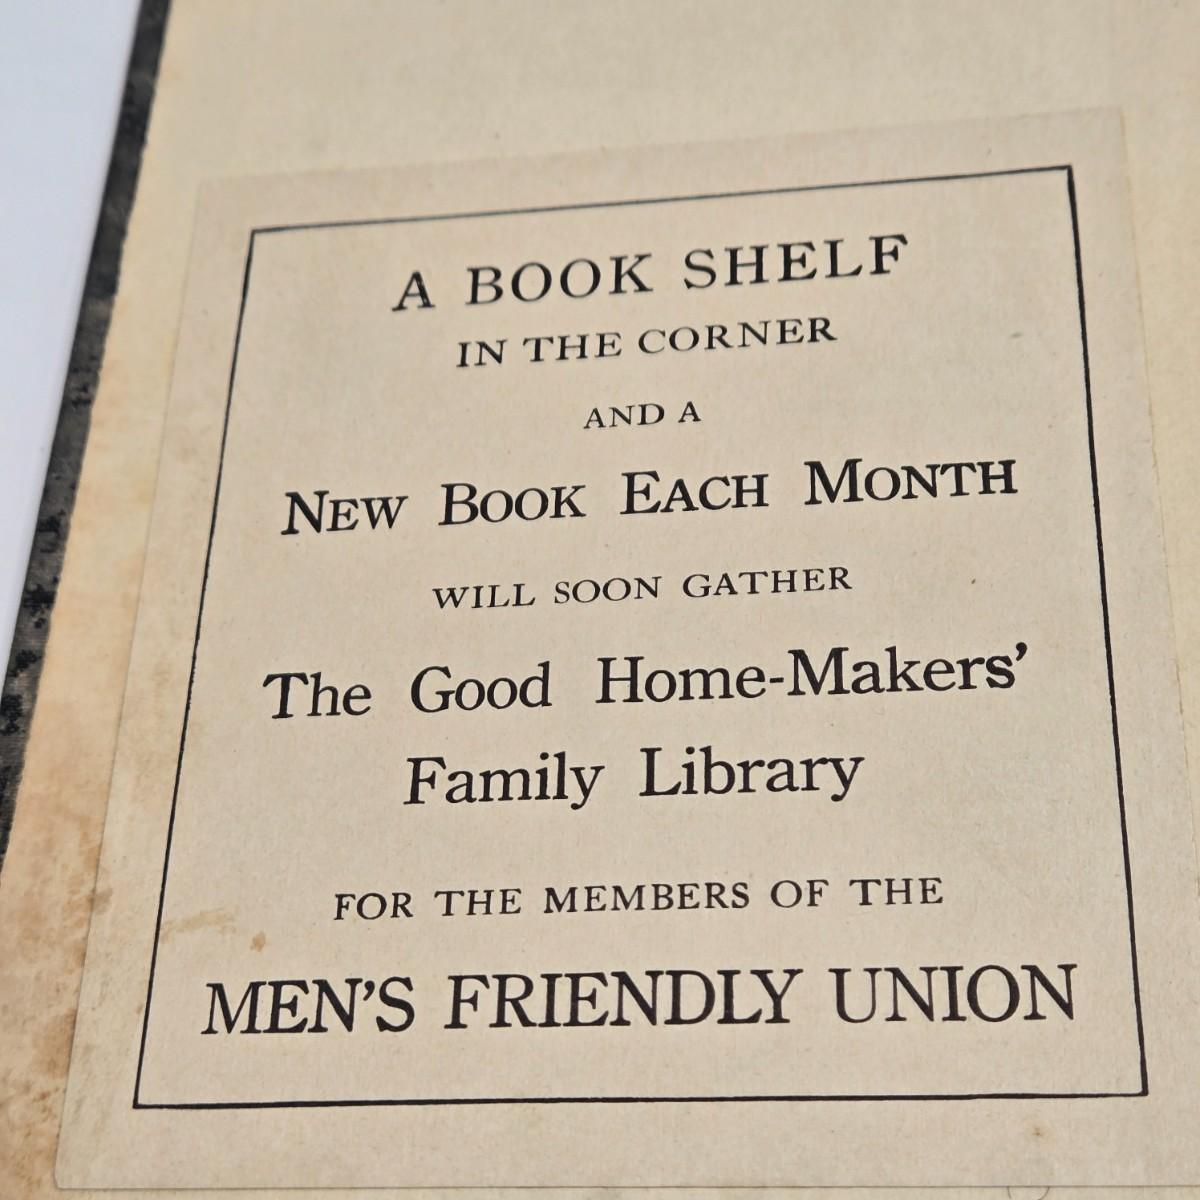 A BOOK SHELF
IN THE CORNER
AND A
NEW BOOK EACH MONTH
WILL SOON GATHER
The Good Home-Makers'
Family Library
FOR THE MEMBERS OF THE
MEN'S FRIENDLY UNION